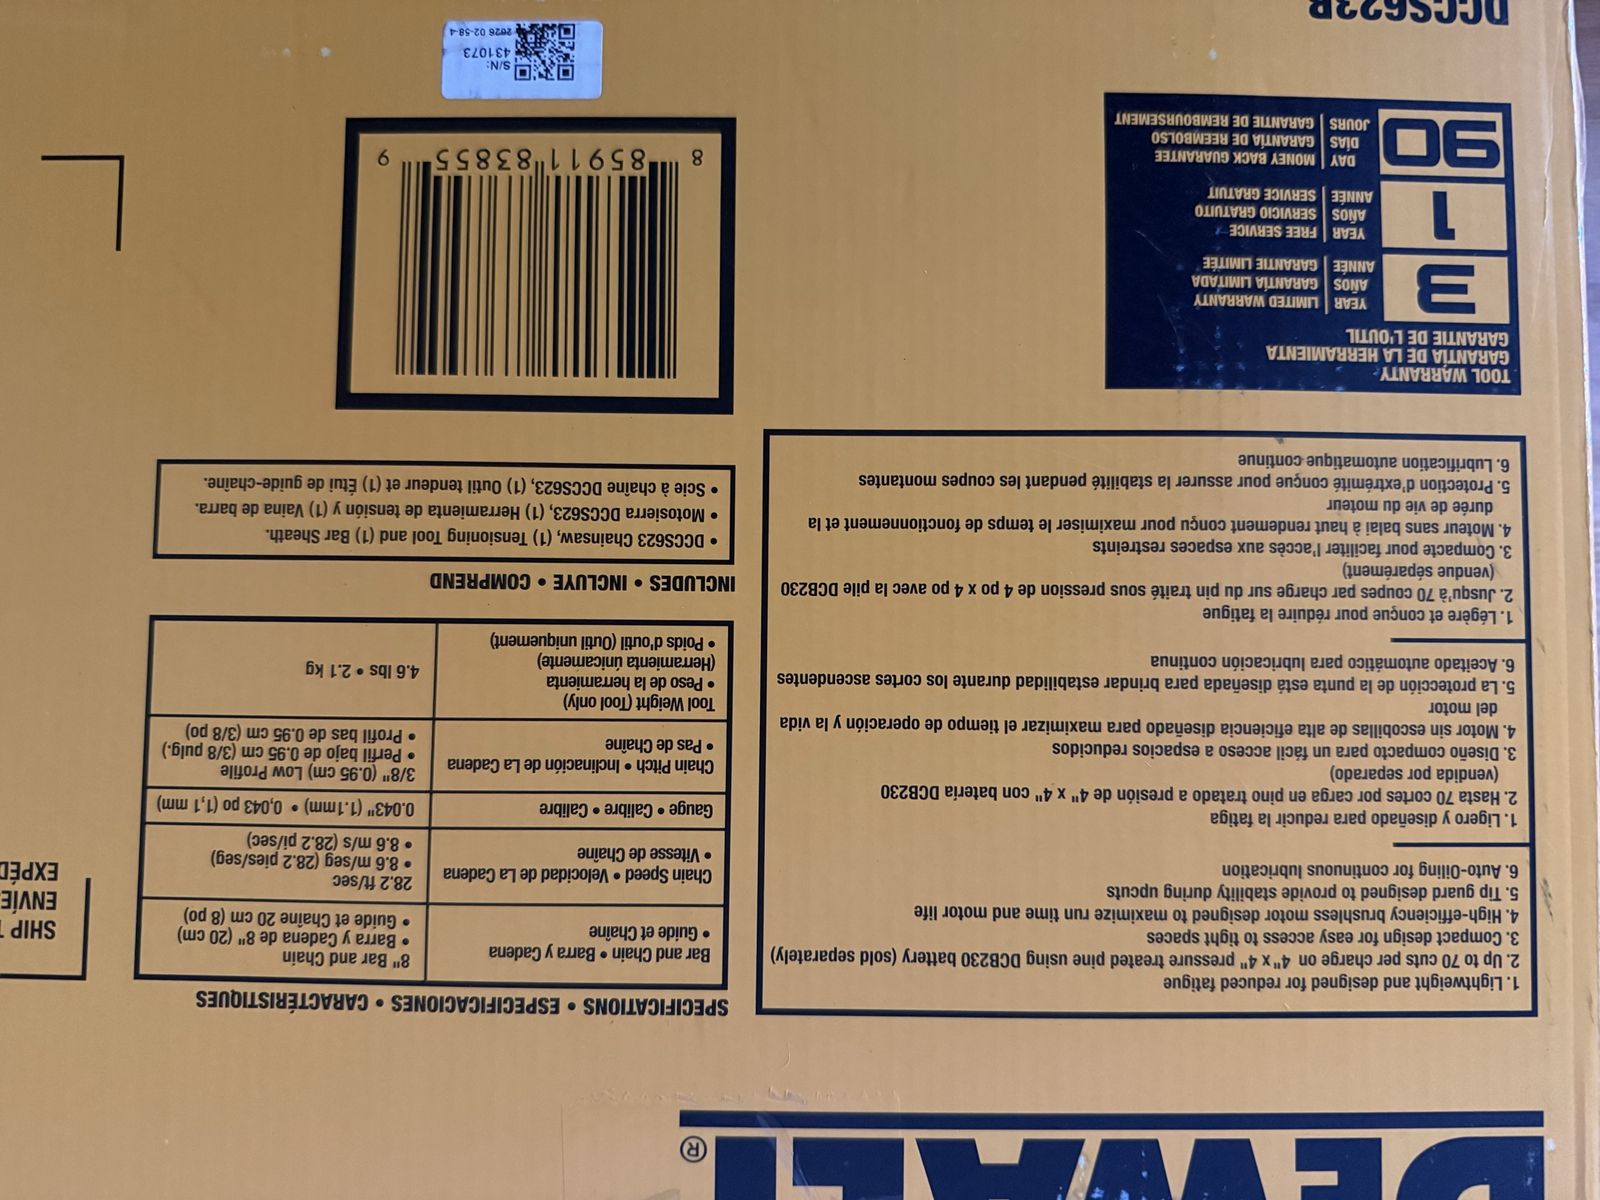 DEWALT®
1. Lightweight and designed for reduced fatigue
2. Up to 70 cuts per charge on 4" x 4" pressure treated pine using DCB230 battery (sold separately)
3. Compact design for easy access to tight spaces
4. High-efficiency brushless motor designed to maximize run time and motor life
5. Tip guard designed to provide stability during upcuts
6. Auto-Oiling for continuous lubrication
1. Ligero y diseñado para reducir la fatiga
2. Hasta 70 cortes por carga en pino tratado a presión de 4" x 4" con batería DCB230
(vendida por separado)
3. Diseño compacto para un fácil acceso a espacios reducidos
4. Motor sin escobillas de alta eficiencia diseñado para maximizar el tiempo de operación y la vida
del motor
5. La protección de la punta está diseñada para brindar estabilidad durante los cortes ascendentes
6. Aceitado automático para lubricación continua
1. Légère et conçue pour réduire la fatigue
2. Jusqu'à 70 coupes par charge sur du pin traité sous pression de 4 po x 4 po avec la pile DCB230
(vendue séparément)
3. Compacte pour faciliter l'accès aux espaces restreints
4. Moteur sans balai à haut rendement conçu pour maximiser le temps de fonctionnement et la
durée de vie du moteur
5. Protection d'extrémité conçue pour assurer la stabilité pendant les coupes montantes
6. Lubrification automatique continue
TOOL WARRANTY
GARANTÍA DE LA HERRAMIENTA
GARANTIE DE L'OUTIL
3
YEAR LIMITED WARRANTY
AÑOS GARANTÍA LIMITADA
ANNÉE GARANTIE LIMITÉE
1
YEAR FREE SERVICE
AÑOS SERVICIO GRATUITO
ANNÉE SERVICE GRATUIT
90
DAY MONEY BACK GUARANTEE
DÍAS GARANTÍA DE REEMBOLSO
JOURS GARANTIE DE REMBOURSEMENT
DCCS623B
SPECIFICATIONS • ESPECIFICACIONES • CARACTÉRISTIQUES
Bar and Chain • Barra y Cadena
• Guide et Chaîne
8" Bar and Chain
• Barra y Cadena de 8" (20 cm)
• Guide et Chaîne 20 cm (8 po)
Chain Speed • Velocidad de La Cadena
• Vitesse de Chaîne
28.2 ft/sec
• 8.6 m/seg (28.2 pies/seg)
• 8.6 m/s (28.2 pi/sec)
Gauge • Calibre • Calibre
0.043" (1.1mm) • 0,043 po (1,1 mm)
Chain Pitch • Inclinación de La Cadena
• Pas de Chaîne
3/8" (0.95 cm) Low Profile
• Perfil bajo de 0.95 cm (3/8 pulg.)
• Profil bas de 0.95 cm (3/8 po)
Tool Weight (Tool only)
• Peso de la herramienta
(Herramienta únicamente)
• Poids d'outil (Outil uniquement)
4.6 lbs • 2.1 kg
INCLUDES • INCLUYE • COMPREND
• DCCS623 Chainsaw, (1) Tensioning Tool and (1) Bar Sheath.
• Motosierra DCCS623, (1) Herramienta de tensión y (1) Vaina de barra.
• Scie à chaîne DCCS623, (1) Outil tendeur et (1) Étui de guide-chaîne.
8 85911 83855 9
S/N:
431073
2026 02-58-4
SHIP
ENVÍE
EXPÉD